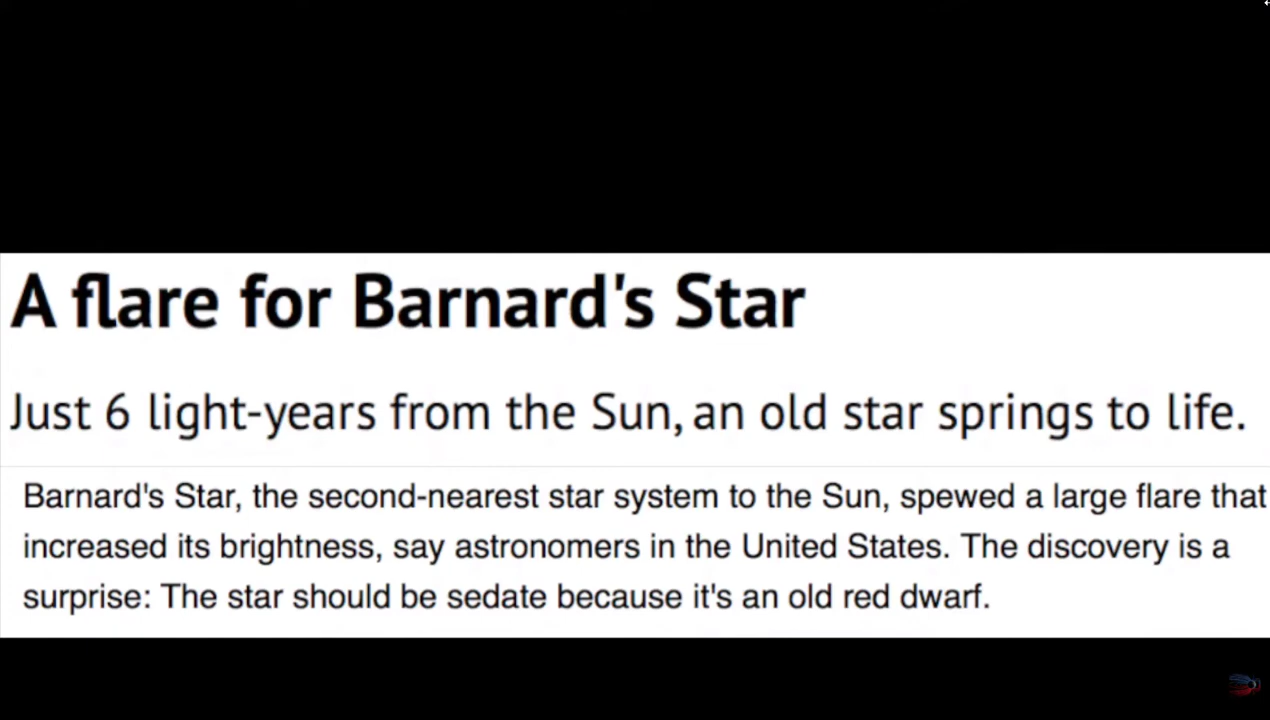 A flare for Barnard's Star
Just 6 light-years from the Sun, an old star springs to life.
Barnard's Star, the second-nearest star system to the Sun, spewed a large flare that
increased its brightness, say astronomers in the United States. The discovery is a
surprise: The star should be sedate because it's an old red dwarf.